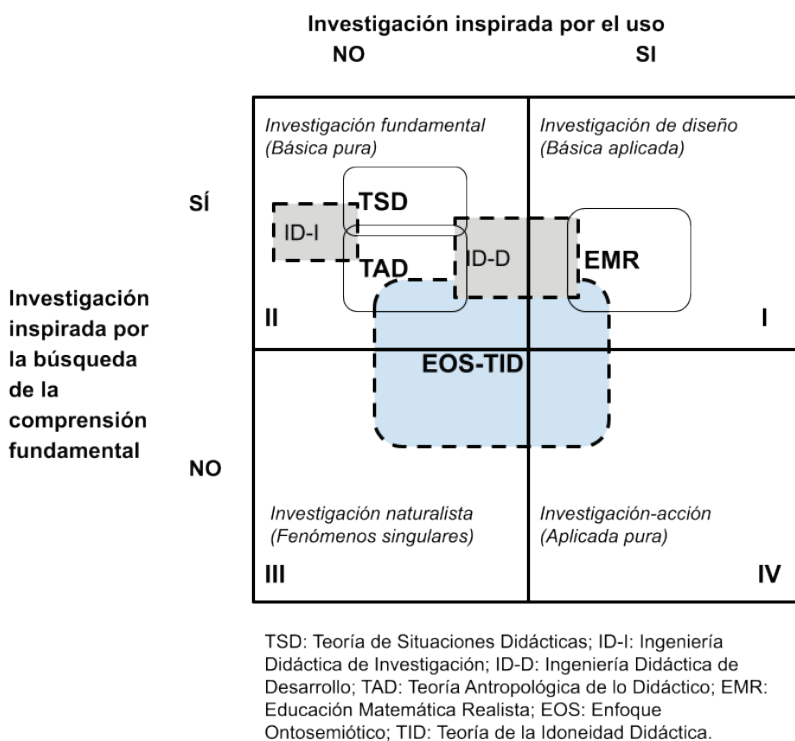 Investigación inspirada por el uso
NO SI
Investigación fundamental
(Básica pura)
Investigación de diseño
(Básica aplicada)
SÍ
TSD
ID-I
TAD
ID-D
EMR
Investigación
inspirada por
la búsqueda
de la
comprensión
fundamental
II
I
EOS-TID
NO
Investigación naturalista
(Fenómenos singulares)
Investigación-acción
(Aplicada pura)
III
IV
TSD: Teoría de Situaciones Didácticas; ID-I: Ingeniería
Didáctica de Investigación; ID-D: Ingeniería Didáctica de
Desarrollo; TAD: Teoría Antropológica de lo Didáctico; EMR:
Educación Matemática Realista; EOS: Enfoque
Ontosemiótico; TID: Teoría de la Idoneidad Didáctica.